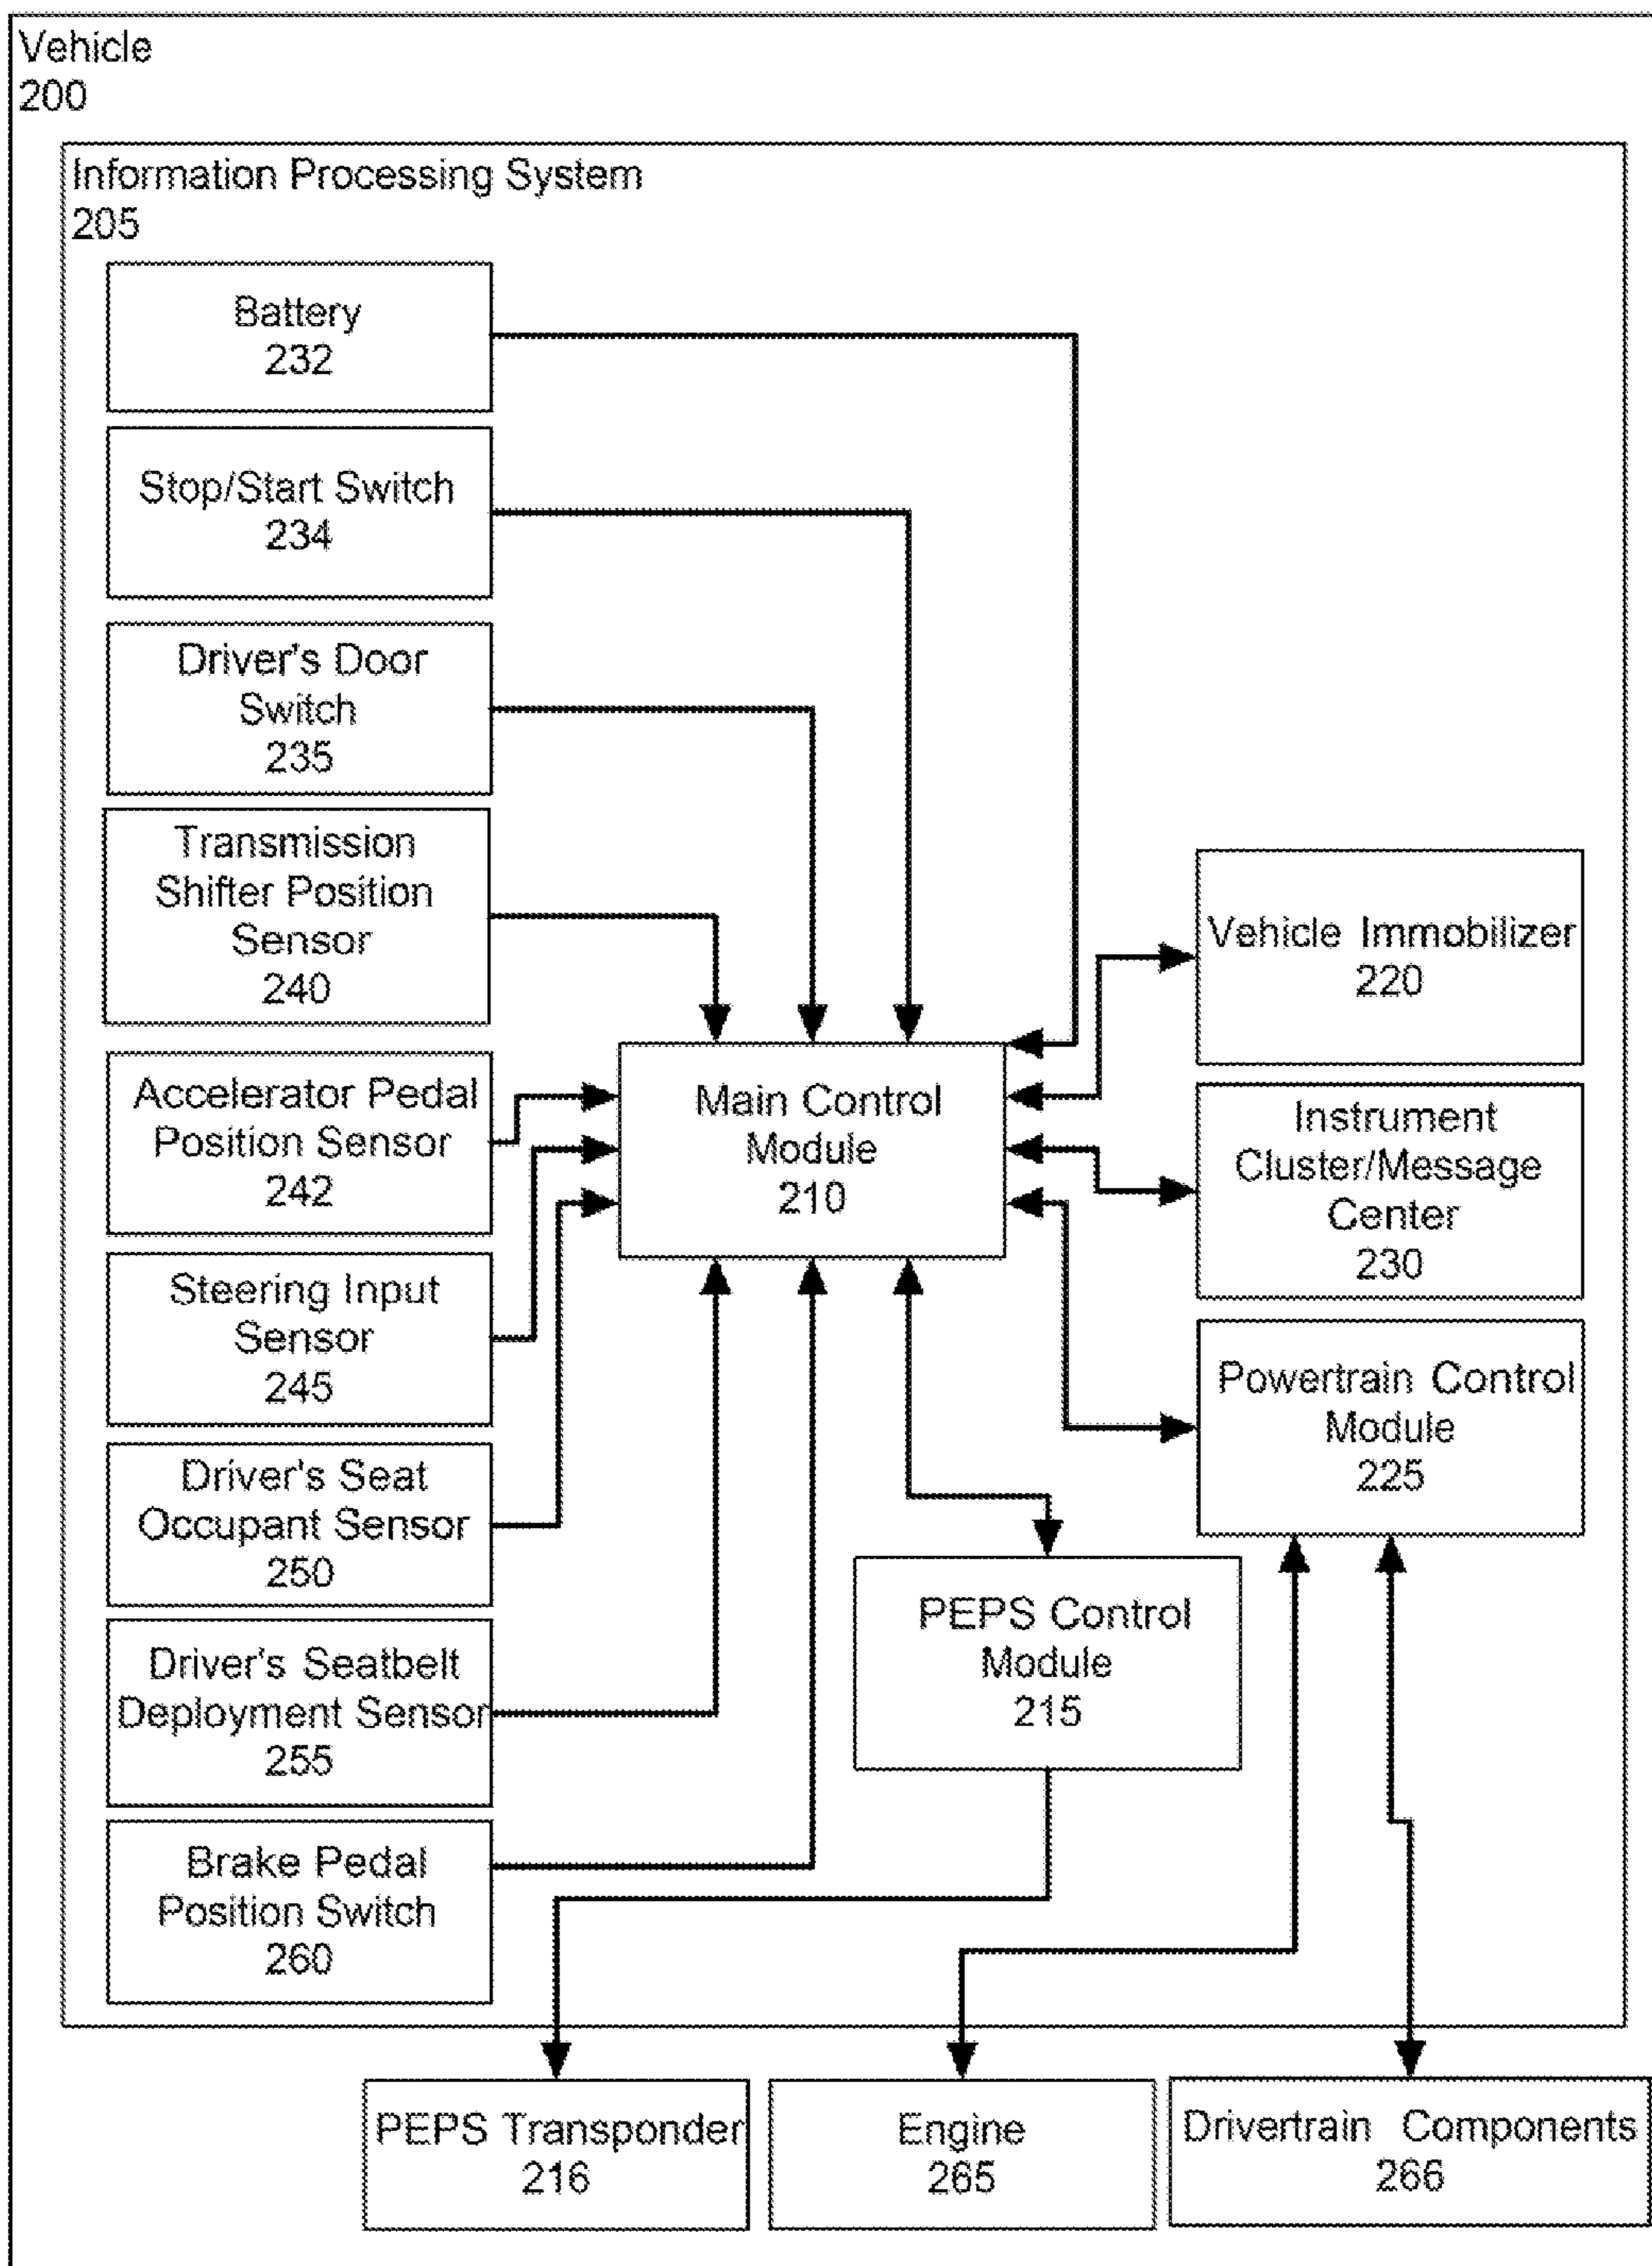 Vehicle
200
Information Processing System
205
Battery
232
Stop/Start Switch
234
Driver's Door
Switch
235
Transmission
Shifter Position
Sensor
240
Accelerator Pedal
Position Sensor
242
Steering Input
Sensor
245
Driver's Seat
Occupant Sensor
250
Driver's Seatbelt
Deployment Sensor
255
Brake Pedal
Position Switch
260
Main Control
Module
210
Vehicle Immobilizer
220
Instrument
Cluster/Message
Center
230
Powertrain Control
Module
225
PEPS Control
Module
215
PEPS Transponder
216
Engine
265
Drivertrain Components
266